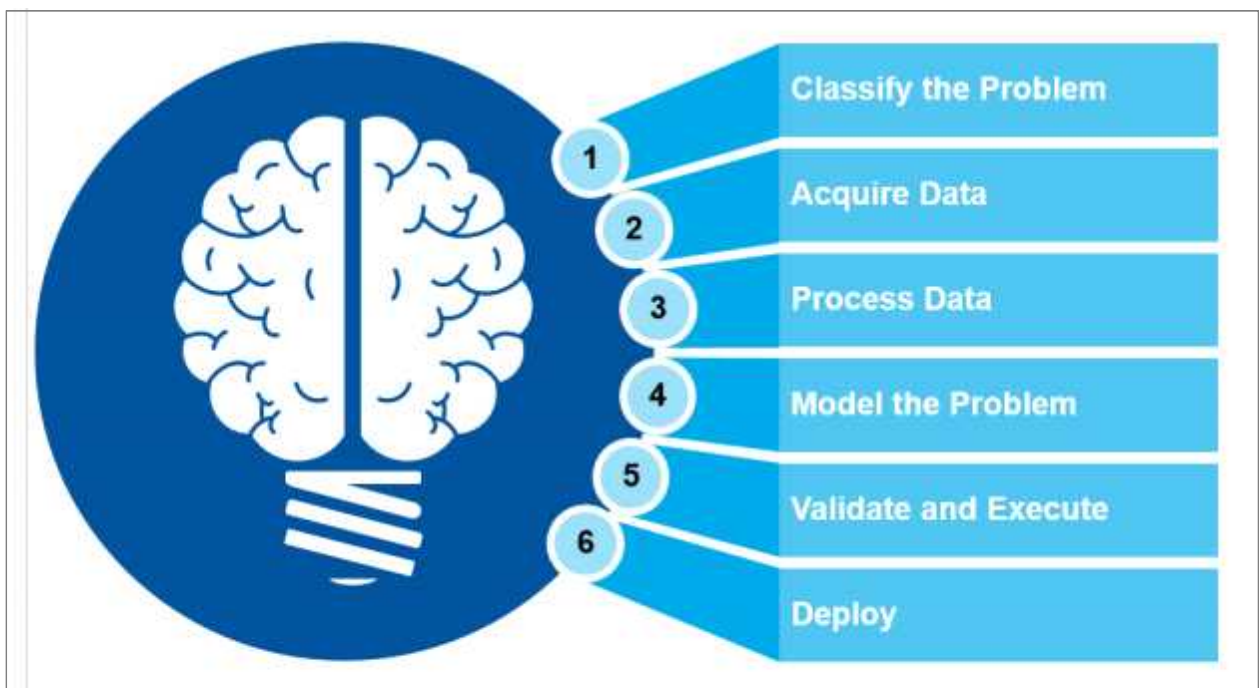 1 Classify the Problem
2 Acquire Data
3 Process Data
4 Model the Problem
5 Validate and Execute
6 Deploy